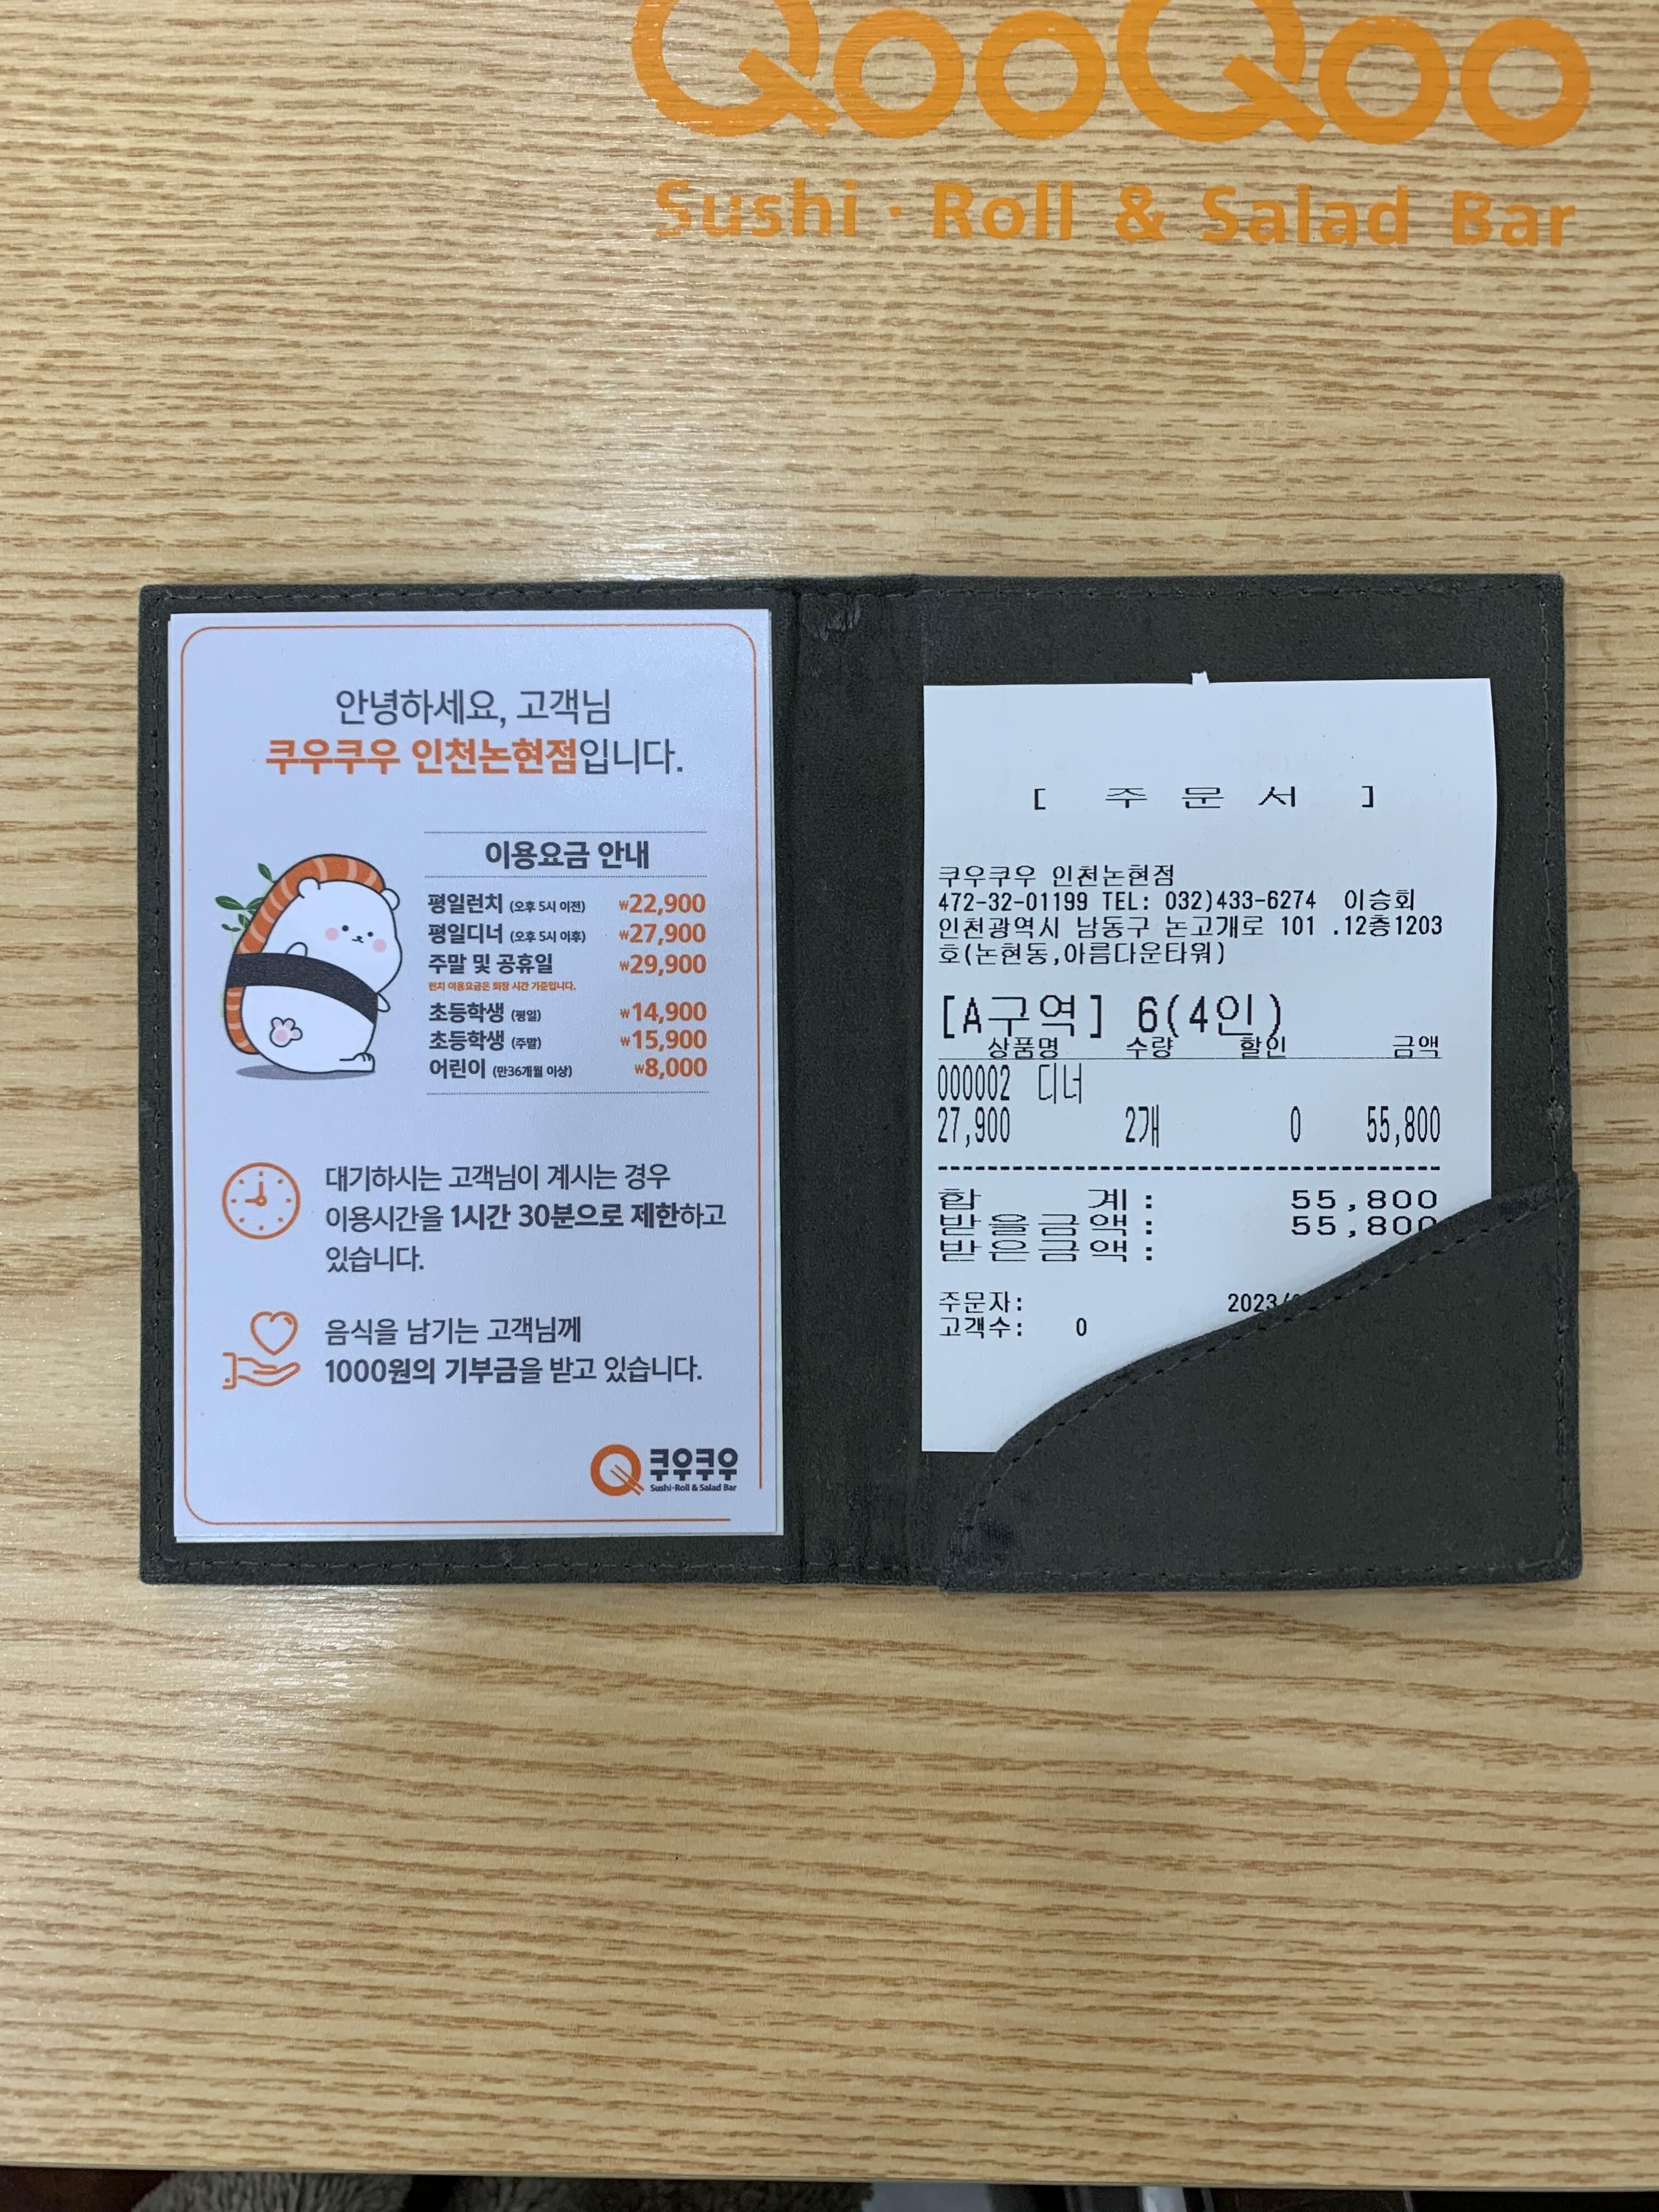 QooQoo
Sushi · Roll & Salad Bar
안녕하세요, 고객님
쿠우쿠우 인천논현점입니다.
이용요금 안내
평일런치 (오후 5시 이전) ₩22,900
평일디너 (오후 5시 이후) ₩27,900
주말 및 공휴일 ₩29,900
런치 이용요금은 퇴장 시간 기준입니다.
초등학생 (평일) ₩14,900
초등학생 (주말) ₩15,900
어린이 (만36개월 이상) ₩8,000
대기하시는 고객님이 계시는 경우
이용시간을 1시간 30분으로 제한하고
있습니다.
음식을 남기는 고객님께
1000원의 기부금을 받고 있습니다.
쿠우쿠우
Sushi·Roll & Salad Bar
[ 주 문 서 ]
쿠우쿠우 인천논현점
472-32-01199 TEL: 032)433-6274 이승회
인천광역시 남동구 논고개로 101 .12층1203
호(논현동,아름다운타워)
[A구역] 6(4인)
상품명 수량 할인 금액
000002 디너
27,900 2개 0 55,800
합 계 : 55,800
받을금액 : 55,800
받은금액 :
주문자: 2023/
고객수: 0